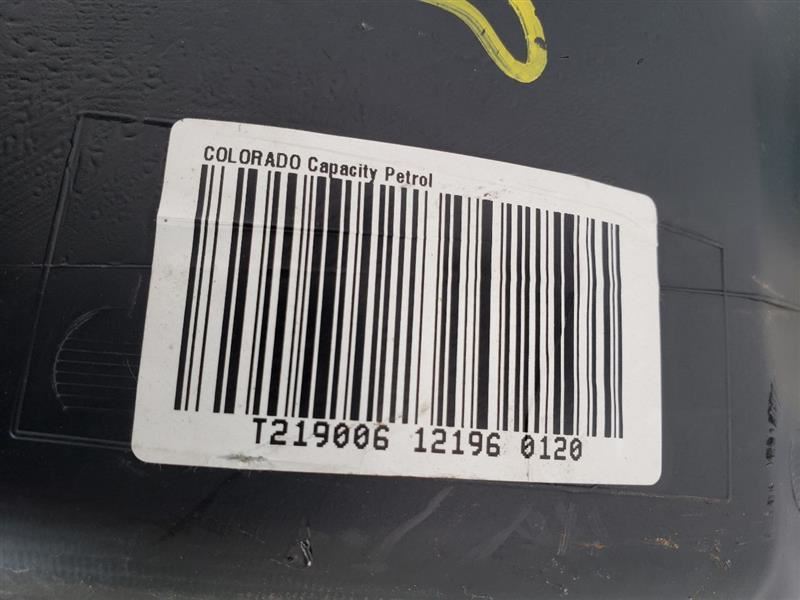 COLORADO Capacity Petrol
T219006 12196 0120